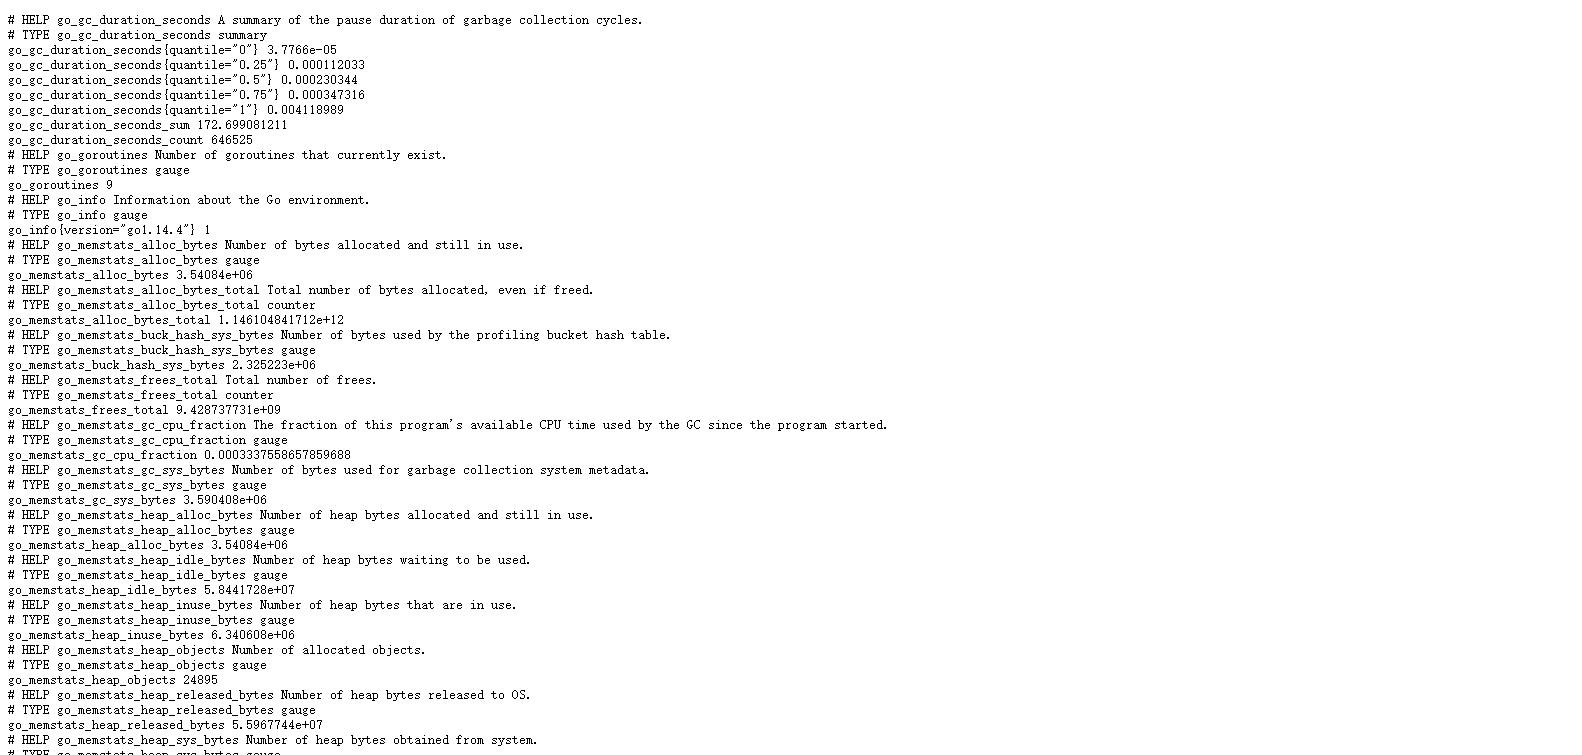 # HELP go_gc_duration_seconds A summary of the pause duration of garbage collection cycles.
# TYPE go_gc_duration_seconds summary
go_gc_duration_seconds{quantile="0"} 3.7766e-05
go_gc_duration_seconds{quantile="0.25"} 0.000112033
go_gc_duration_seconds{quantile="0.5"} 0.000230344
go_gc_duration_seconds{quantile="0.75"} 0.000347316
go_gc_duration_seconds{quantile="1"} 0.004118989
go_gc_duration_seconds_sum 172.699081211
go_gc_duration_seconds_count 646525
# HELP go_goroutines Number of goroutines that currently exist.
# TYPE go_goroutines gauge
go_goroutines 9
# HELP go_info Information about the Go environment.
# TYPE go_info gauge
go_info{version="go1.14.4"} 1
# HELP go_memstats_alloc_bytes Number of bytes allocated and still in use.
# TYPE go_memstats_alloc_bytes gauge
go_memstats_alloc_bytes 3.54084e+06
# HELP go_memstats_alloc_bytes_total Total number of bytes allocated, even if freed.
# TYPE go_memstats_alloc_bytes_total counter
go_memstats_alloc_bytes_total 1.146104841712e+12
# HELP go_memstats_buck_hash_sys_bytes Number of bytes used by the profiling bucket hash table.
# TYPE go_memstats_buck_hash_sys_bytes gauge
go_memstats_buck_hash_sys_bytes 2.325223e+06
# HELP go_memstats_frees_total Total number of frees.
# TYPE go_memstats_frees_total counter
go_memstats_frees_total 9.428737731e+09
# HELP go_memstats_gc_cpu_fraction The fraction of this program's available CPU time used by the GC since the program started.
# TYPE go_memstats_gc_cpu_fraction gauge
go_memstats_gc_cpu_fraction 0.0003337558657859688
# HELP go_memstats_gc_sys_bytes Number of bytes used for garbage collection system metadata.
# TYPE go_memstats_gc_sys_bytes gauge
go_memstats_gc_sys_bytes 3.590408e+06
# HELP go_memstats_heap_alloc_bytes Number of heap bytes allocated and still in use.
# TYPE go_memstats_heap_alloc_bytes gauge
go_memstats_heap_alloc_bytes 3.54084e+06
# HELP go_memstats_heap_idle_bytes Number of heap bytes waiting to be used.
# TYPE go_memstats_heap_idle_bytes gauge
go_memstats_heap_idle_bytes 5.8441728e+07
# HELP go_memstats_heap_inuse_bytes Number of heap bytes that are in use.
# TYPE go_memstats_heap_inuse_bytes gauge
go_memstats_heap_inuse_bytes 6.340608e+06
# HELP go_memstats_heap_objects Number of allocated objects.
# TYPE go_memstats_heap_objects gauge
go_memstats_heap_objects 24895
# HELP go_memstats_heap_released_bytes Number of heap bytes released to OS.
# TYPE go_memstats_heap_released_bytes gauge
go_memstats_heap_released_bytes 5.5967744e+07
# HELP go_memstats_heap_sys_bytes Number of heap bytes obtained from system.
# TYPE go_memstats_heap_sys_bytes gauge